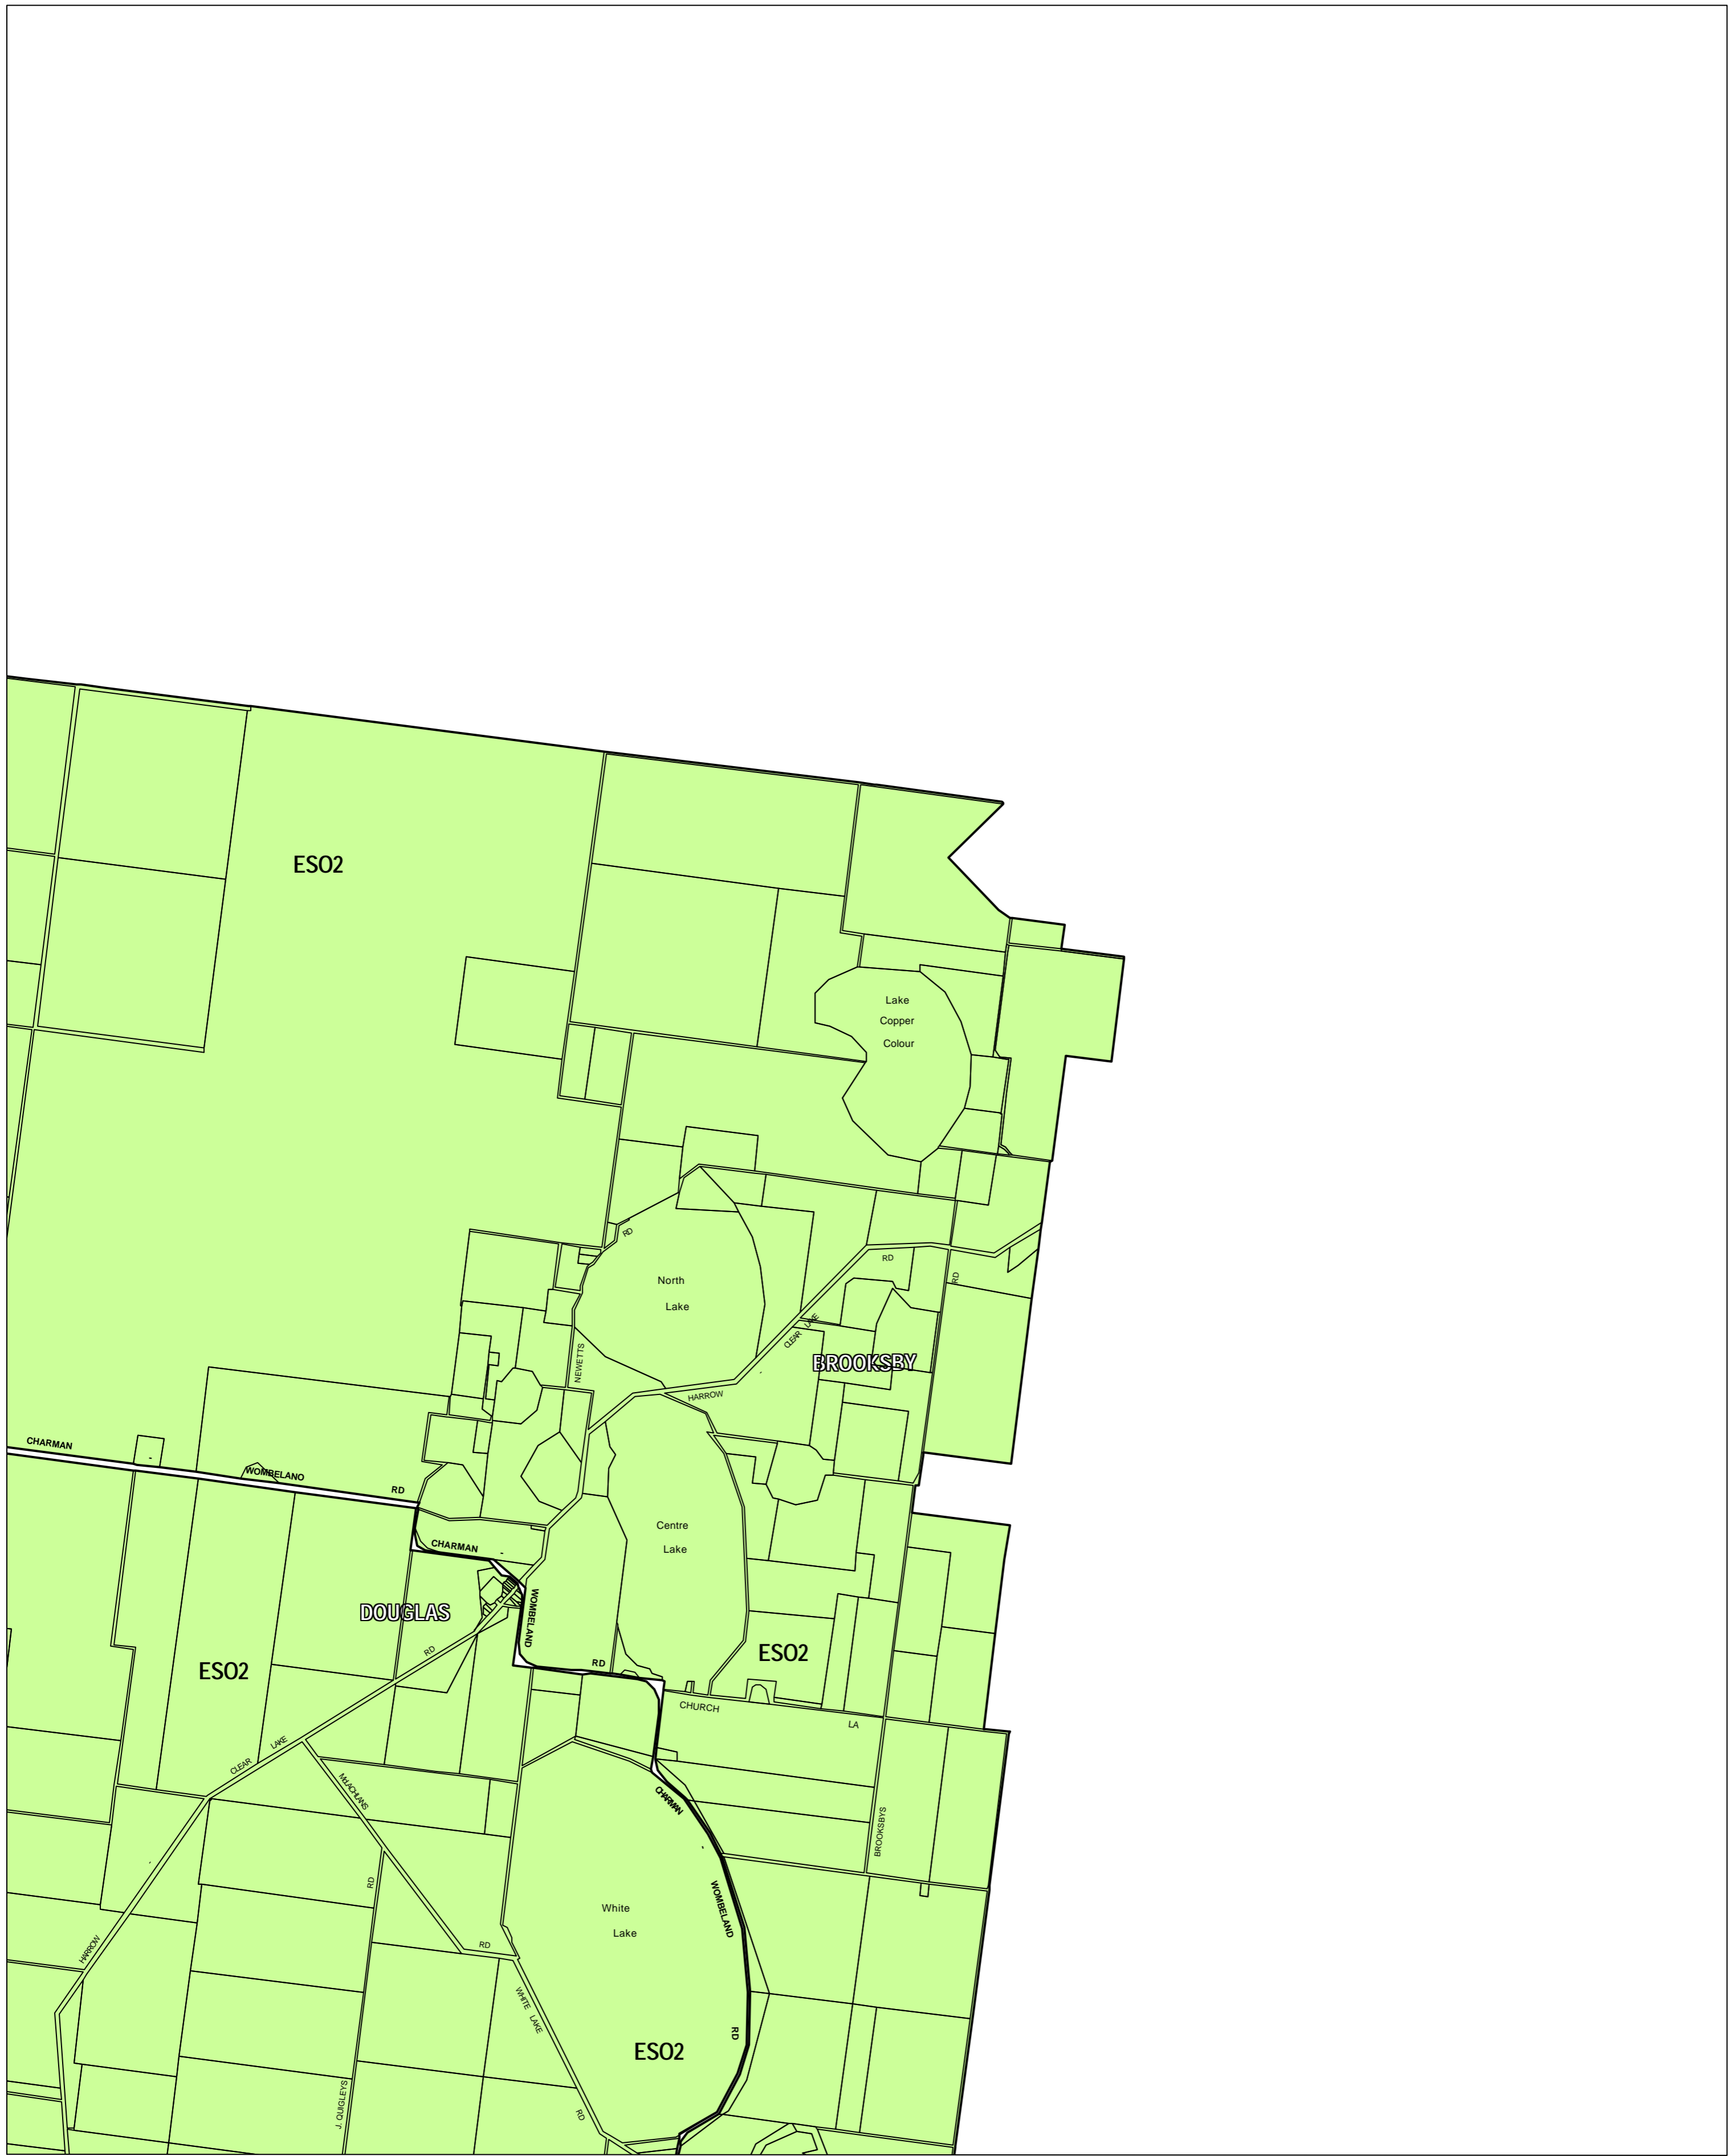 ESO2
Lake
Copper
Colour
RD
North
Lake
RD
RD
CLEAR LAKE
NEWETTS
BROOKSBY
HARROW
CHARMAN
-
WOMBELANO
RD
Centre
Lake
CHARMAN
-
WOMBELAND
DOUGLAS
RD
ESO2
RD
ESO2
CHURCH
LA
CLEAR LAKE
McLACHLANS
CHARMAN
-
BROOKSBYS
RD
WOMBELAND
White
Lake
HARROW
RD
WHITE LAKE
RD
ESO2
J. QUIGLEYS
RD